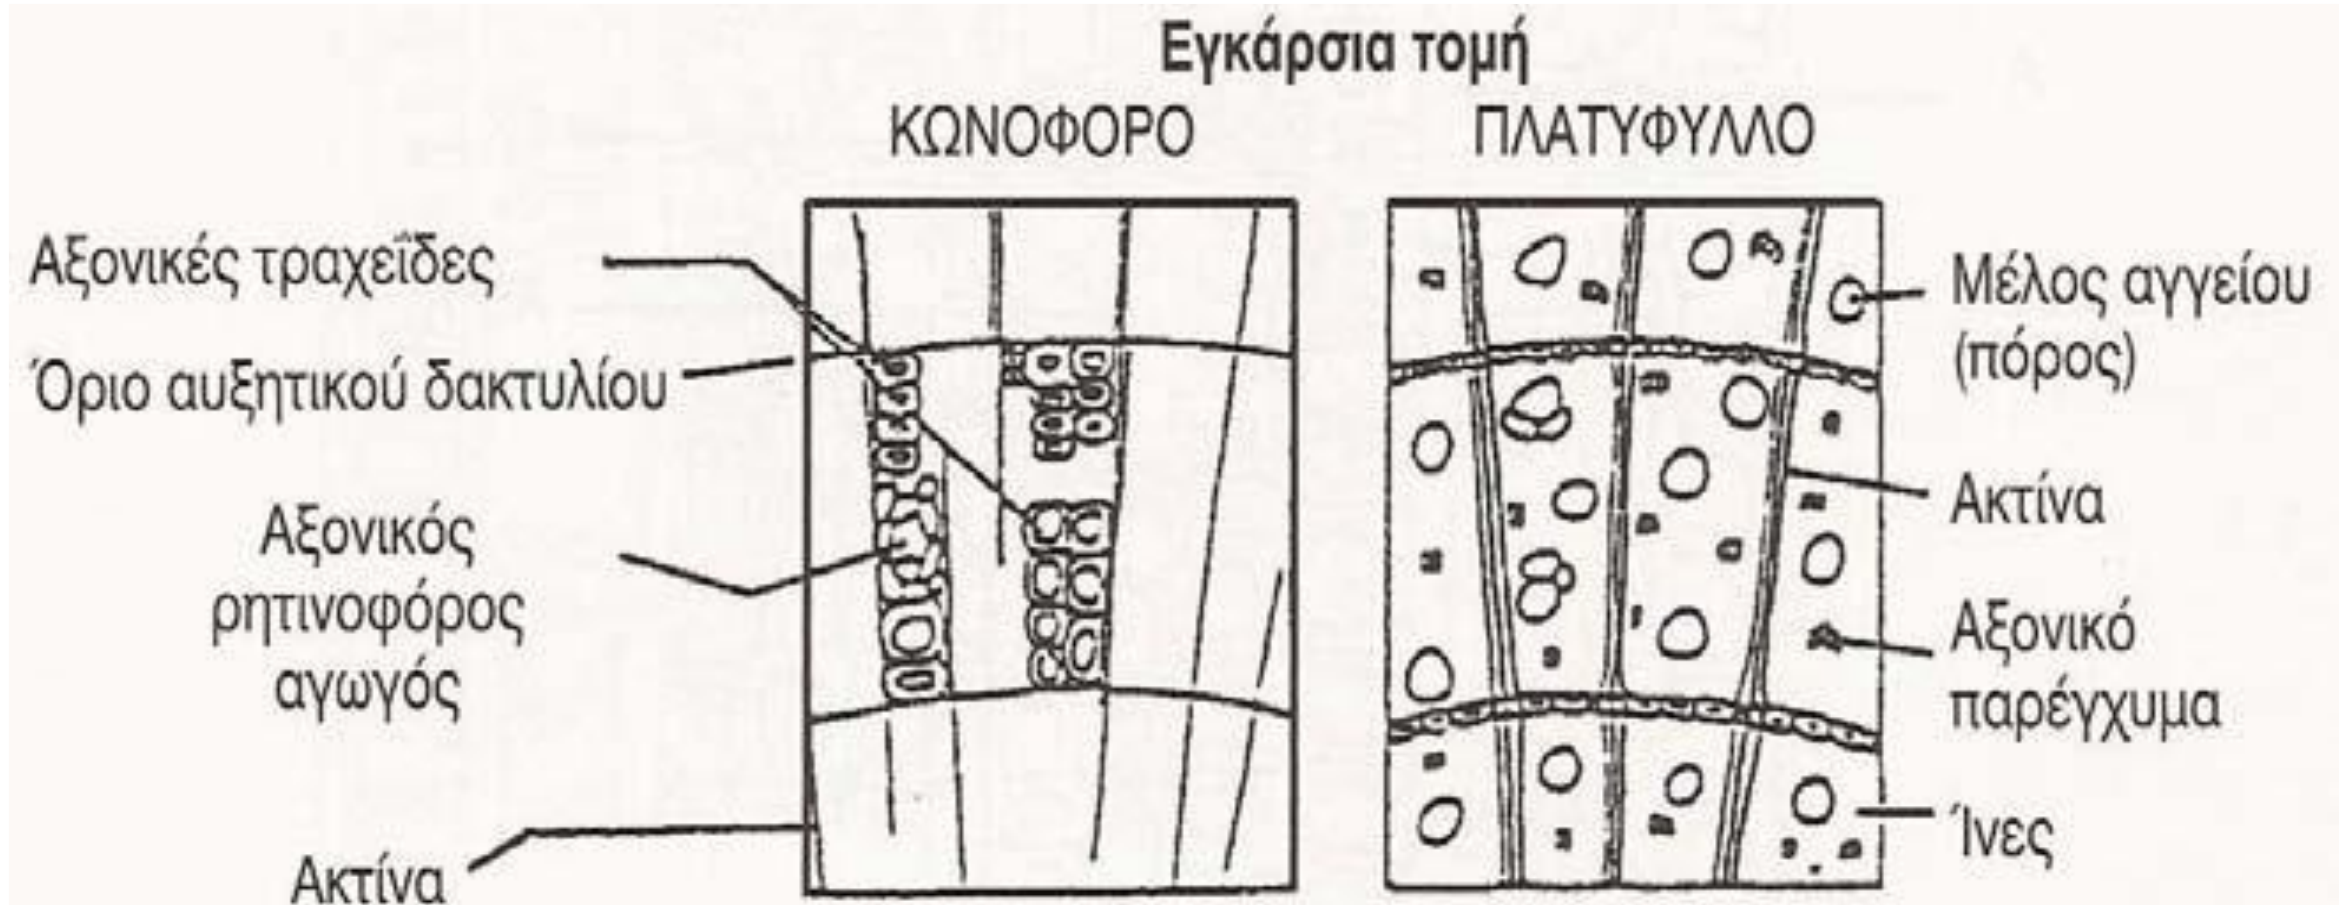 Εγκάρσια τομή
ΚΩΝΟΦΟΡΟ
ΠΛΑΤΥΦΥΛΛΟ
Αξονικές τραχεΐδες
Όριο αυξητικού δακτυλίου
Αξονικός
ρητινοφόρος
αγωγός
Ακτίνα
Μέλος αγγείου
(πόρος)
Ακτίνα
Αξονικό
παρέγχυμα
Ίνες